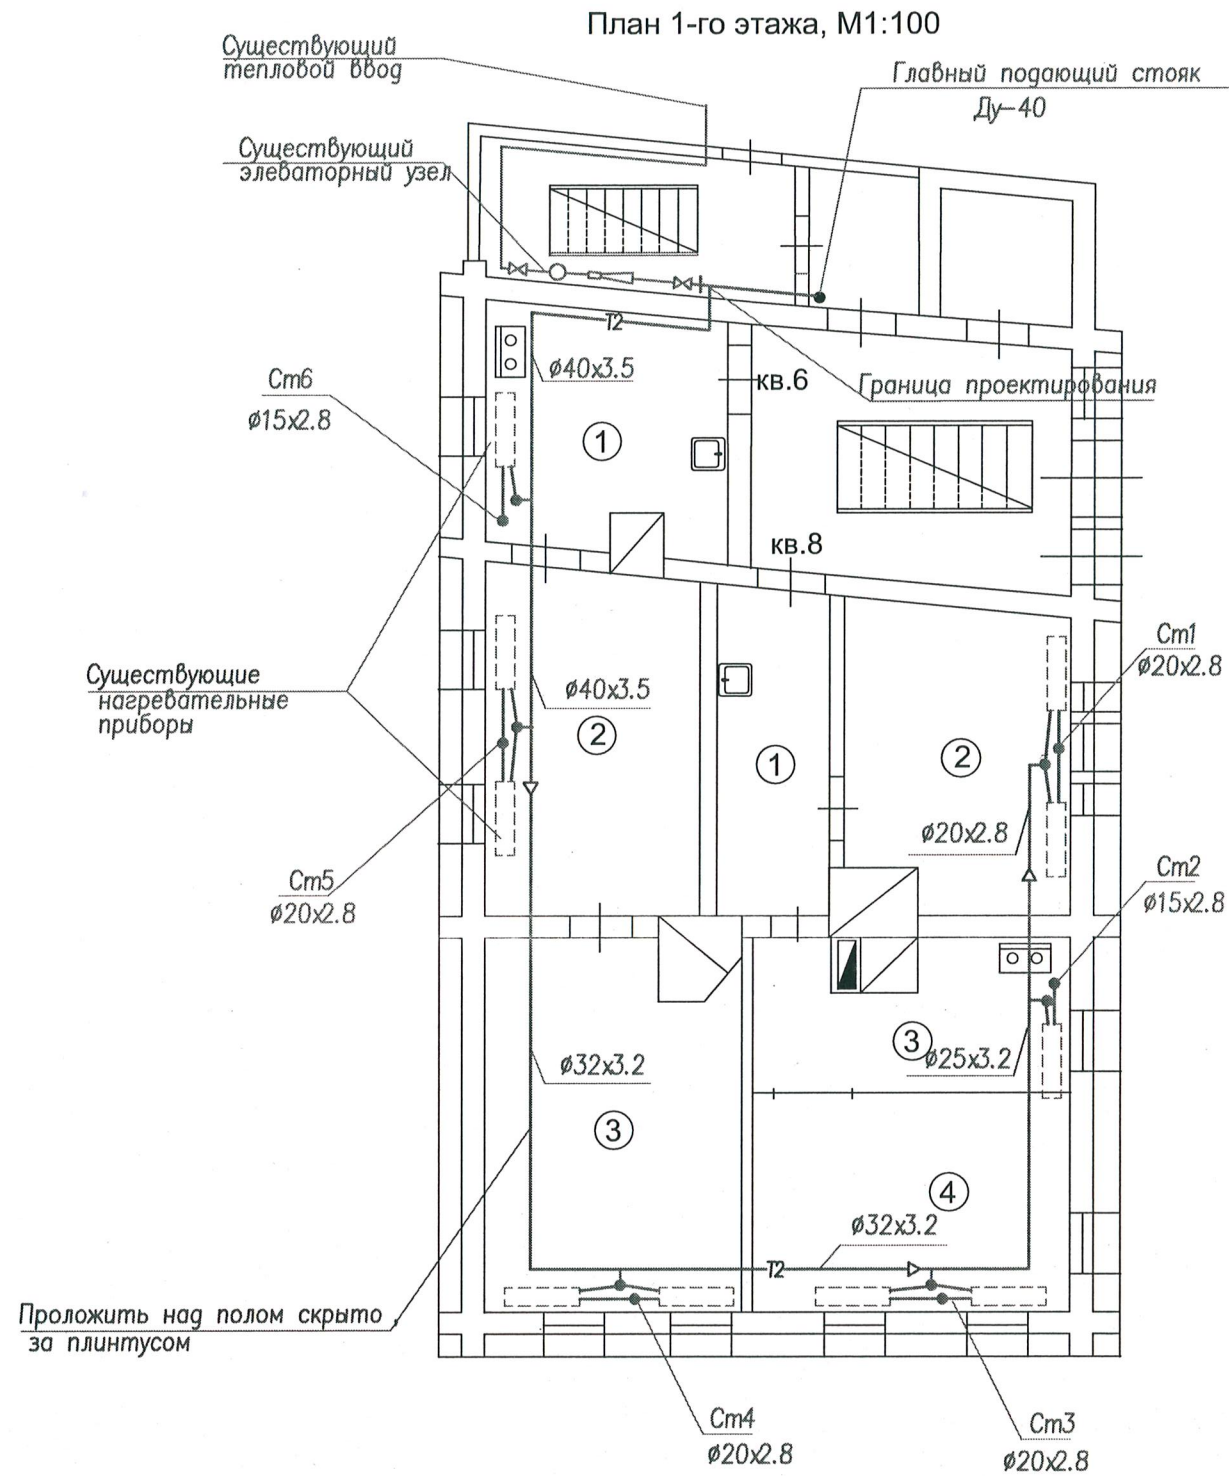 План 1-го этажа, М1:100
Существующий
тепловой ввод
Главный подающий стояк
Ду-40
Существующий
элеваторный узел
Т2
Ст6
ø15х2.8
ø40х3.5
кв.6
Граница проектирования
1
кв.8
Ст1
ø20х2.8
Существующие
нагревательные
приборы
ø40х3.5
2
1
2
ø20х2.8
Ст5
ø20х2.8
Ст2
ø15х2.8
3
ø25х3.2
ø32х3.2
3
4
ø32х3.2
Т2
Проложить над полом скрыто
за плинтусом
Ст4
ø20х2.8
Ст3
ø20х2.8